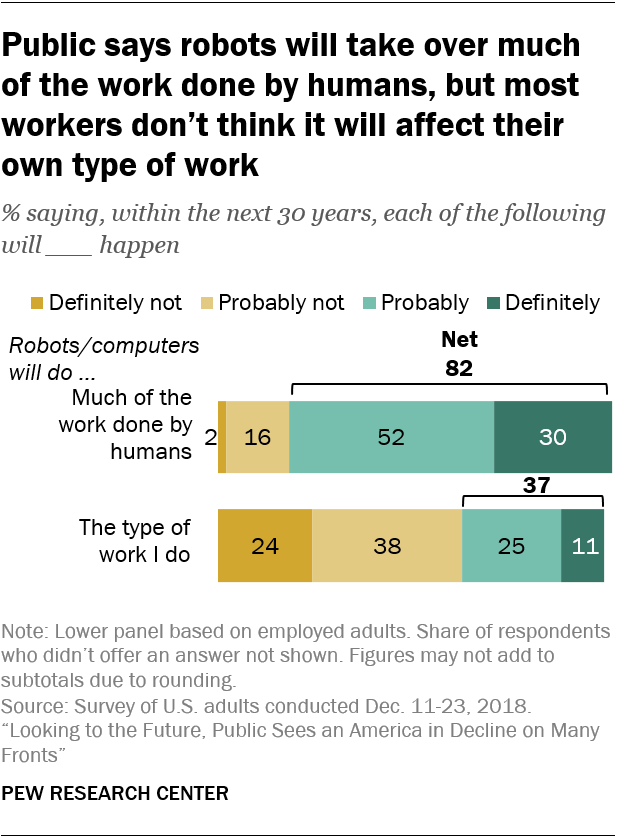 Public says robots will take over much
of the work done by humans, but most
workers don’t think it will affect their
own type of work
% saying, within the next 30 years, each of the following
will ___ happen
Definitely not Probably not Probably Definitely
Robots/computers
will do ...
Net
82
Much of the
work done by
humans
2 16 52 30
37
The type of
work I do
24 38 25 11
Note: Lower panel based on employed adults. Share of respondents
who didn’t offer an answer not shown. Figures may not add to
subtotals due to rounding.
Source: Survey of U.S. adults conducted Dec. 11-23, 2018.
“Looking to the Future, Public Sees an America in Decline on Many
Fronts”
PEW RESEARCH CENTER